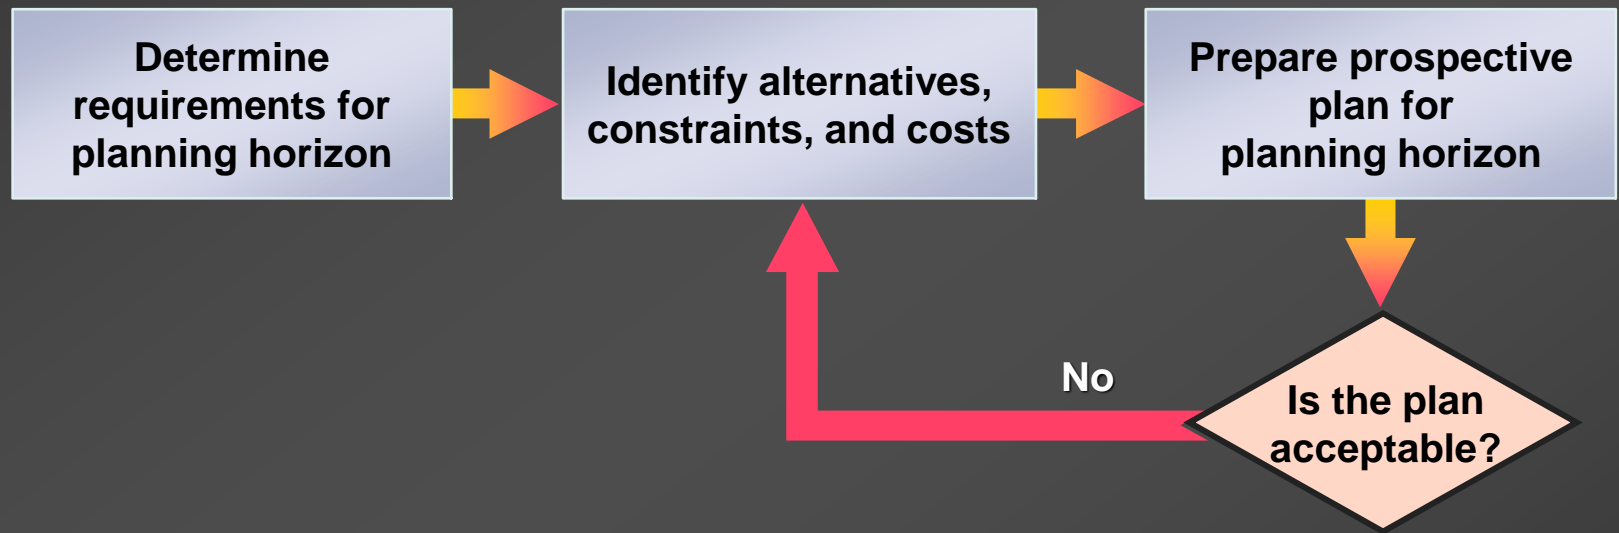 Determine
requirements for
planning horizon
Identify alternatives,
constraints, and costs
Prepare prospective
plan for
planning horizon
No
Is the plan
acceptable?